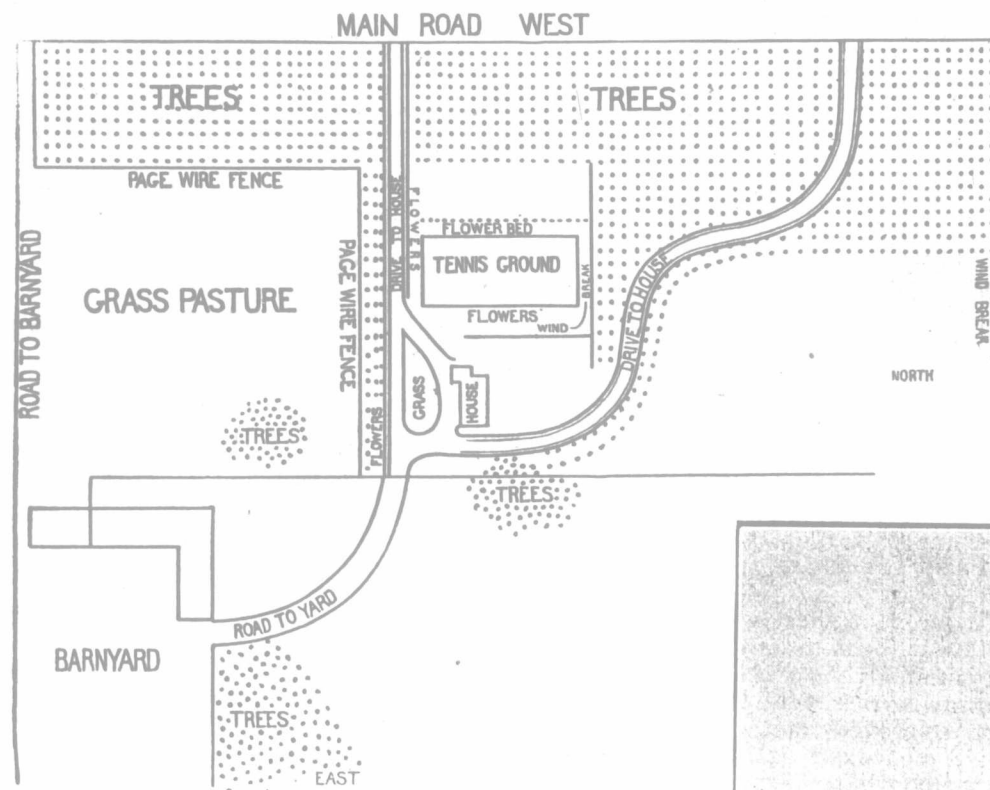 MAIN ROAD WEST
TREES
TREES
PAGE WIRE FENCE
ROAD TO BARNYARD
GRASS PASTURE
PAGE WIRE FENCE
DRIVE TO HOUSE
FLOWERS
FLOWER BED
TENNIS GROUND
FLOWERS
WIND BREAK
DRIVE TO HOUSE
WIND BREAK
NORTH
GRASS
HOUSE
FLOWERS
TREES
TREES
ROAD TO YARD
BARNYARD
TREES
EAST